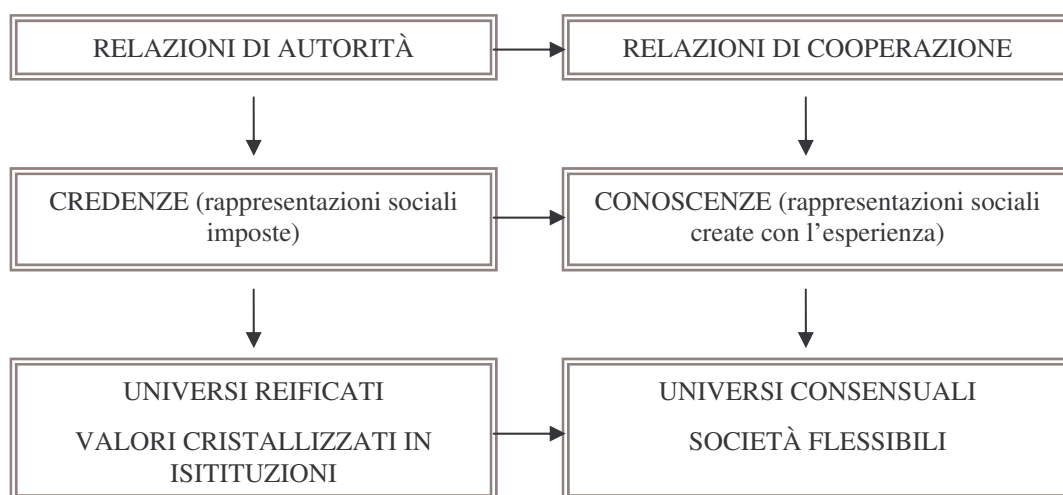 RELAZIONI DI AUTORITÀ
RELAZIONI DI COOPERAZIONE
CREDENZE (rappresentazioni sociali
imposte)
CONOSCENZE (rappresentazioni sociali
create con l'esperienza)
UNIVERSI REIFICATI
VALORI CRISTALLIZZATI IN
ISITITUZIONI
UNIVERSI CONSENSUALI
SOCIETÀ FLESSIBILI